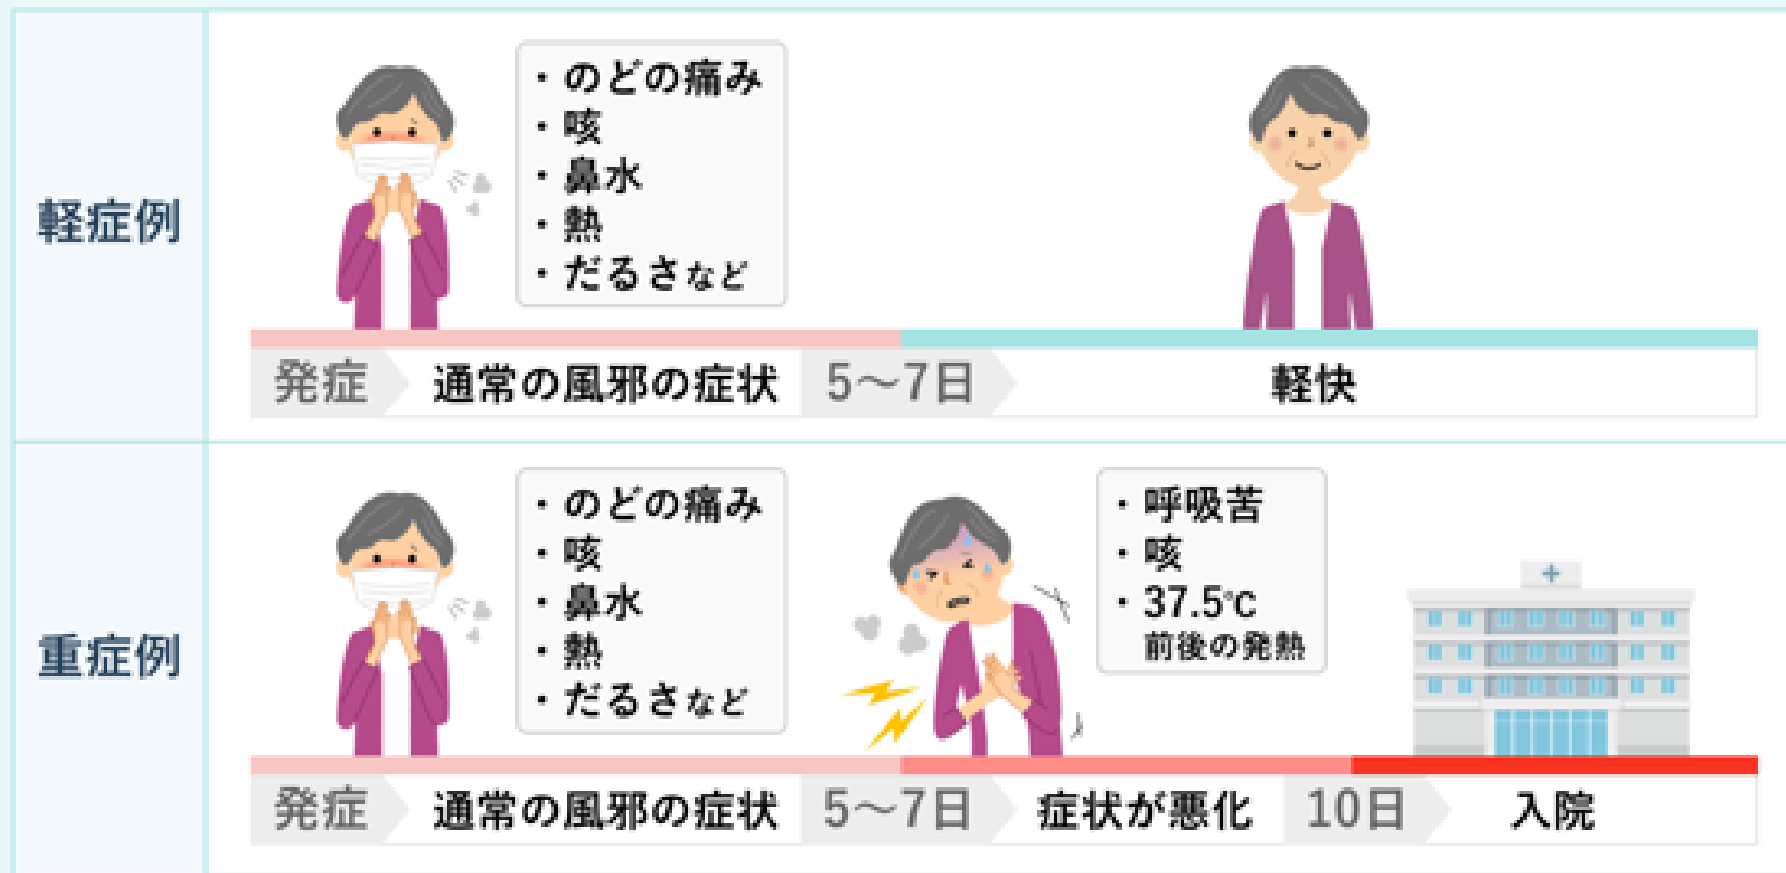 軽症例
・のどの痛み
・咳
・鼻水
・熱
・だるさなど
発症 通常の風邪の症状 5〜7日 軽快
重症例
・のどの痛み
・咳
・鼻水
・熱
・だるさなど
・呼吸苦
・咳
・37.5℃
前後の発熱
発症 通常の風邪の症状 5〜7日 症状が悪化 10日 入院